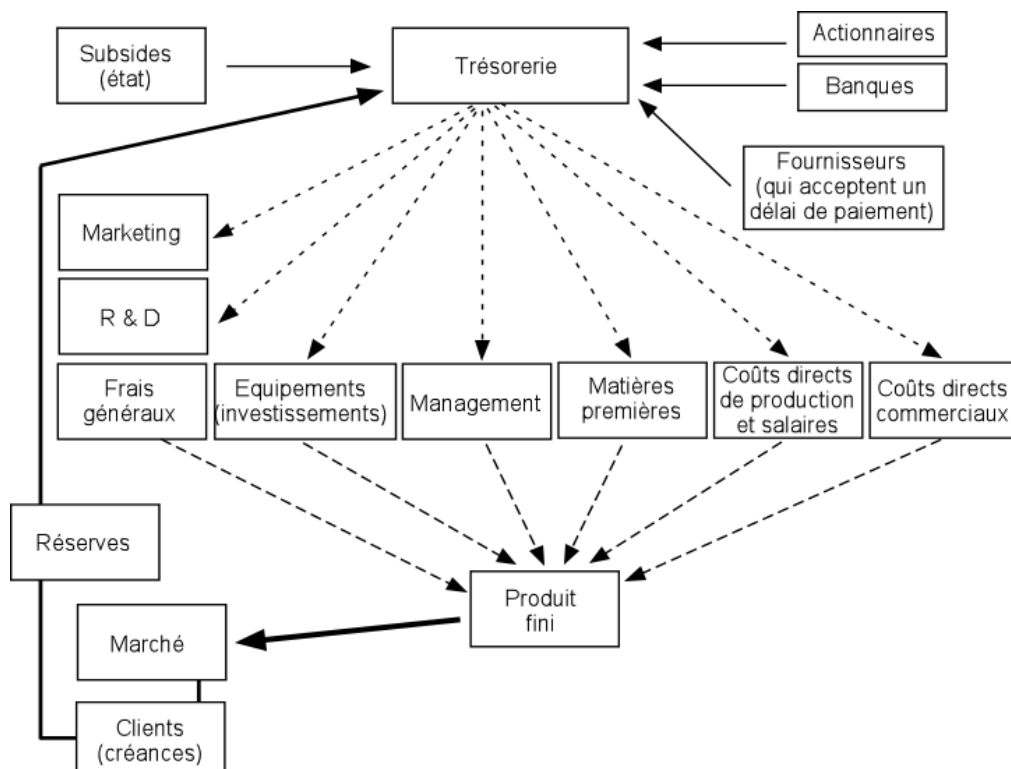 Subsides
(état)
Trésorerie
Actionnaires
Banques
Fournisseurs
(qui acceptent un
délai de paiement)
Marketing
R & D
Frais
généraux
Equipements
(investissements)
Management
Matières
premières
Coûts directs
de production
et salaires
Coûts directs
commerciaux
Réserves
Produit
fini
Marché
Clients
(créances)